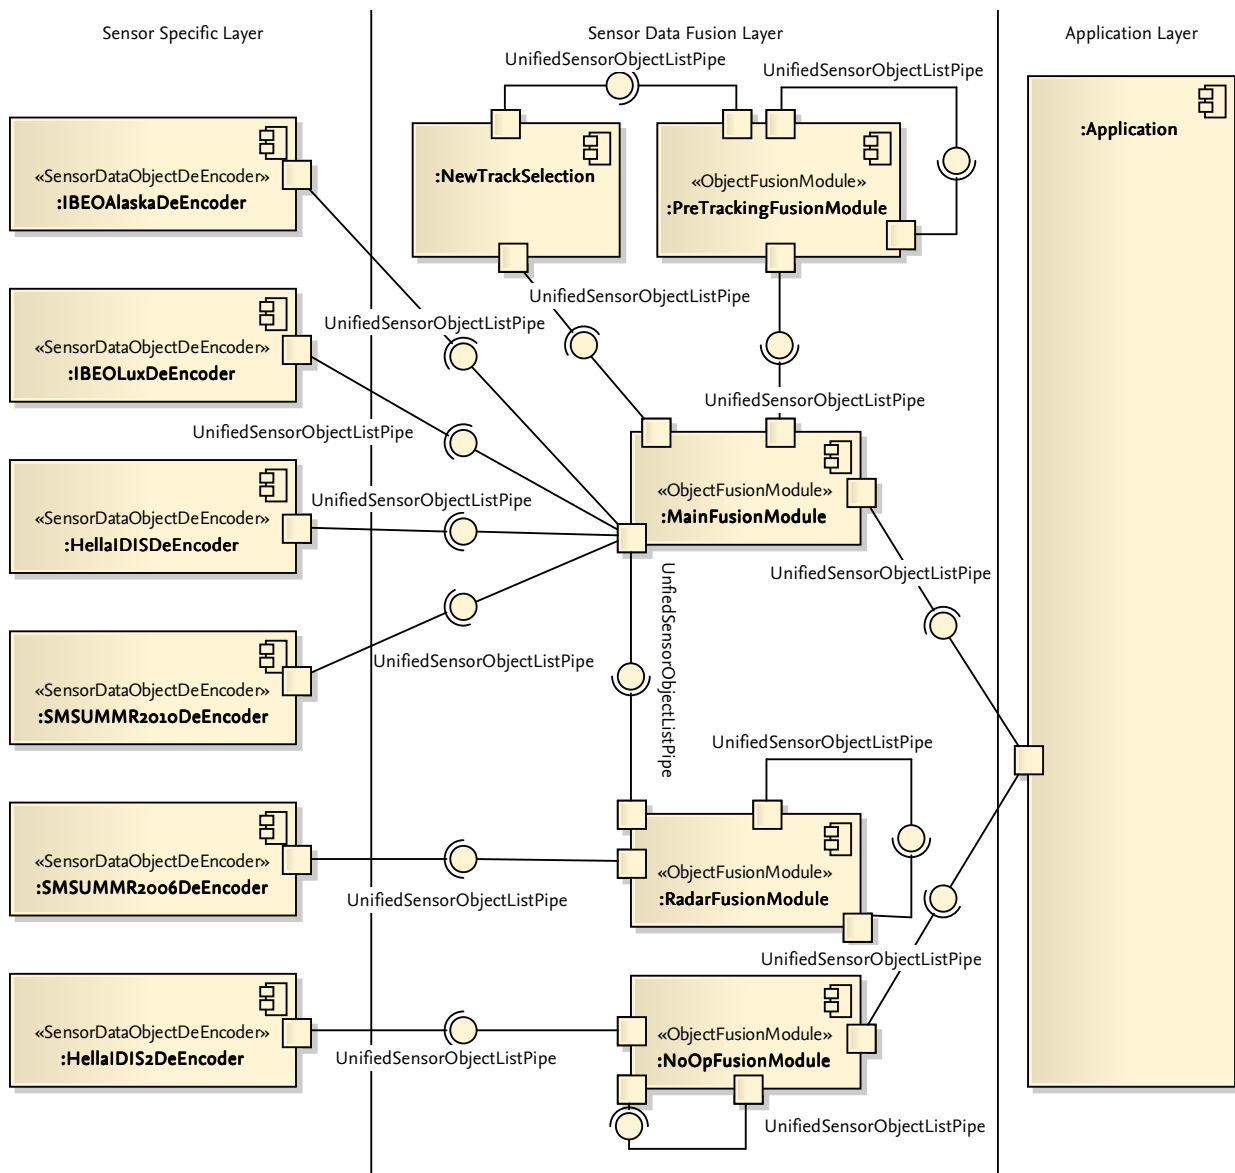 Sensor Specific Layer
Sensor Data Fusion Layer
Application Layer
UnifiedSensorObjectListPipe
UnifiedSensorObjectListPipe
:Application
«SensorDataObjectDeEncoder»
:IBEOAlaskaDeEncoder
:NewTrackSelection
«ObjectFusionModule»
:PreTrackingFusionModule
UnifiedSensorObjectListPipe
UnifiedSensorObjectListPipe
«SensorDataObjectDeEncoder»
:IBEOLuxDeEncoder
UnifiedSensorObjectListPipe
UnifiedSensorObjectListPipe
«SensorDataObjectDeEncoder»
:HellaIDISDeEncoder
UnifiedSensorObjectListPipe
«ObjectFusionModule»
:MainFusionModule
UnifiedSensorObjectListPipe
UnfiedSensorObjectListPipe
«SensorDataObjectDeEncoder»
:SMSUMMR2010DeEncoder
UnifiedSensorObjectListPipe
UnifiedSensorObjectListPipe
«SensorDataObjectDeEncoder»
:SMSUMMR2006DeEncoder
UnifiedSensorObjectListPipe
«ObjectFusionModule»
:RadarFusionModule
UnifiedSensorObjectListPipe
«SensorDataObjectDeEncoder»
:HellaIDIS2DeEncoder
UnifiedSensorObjectListPipe
«ObjectFusionModule»
:NoOpFusionModule
UnifiedSensorObjectListPipe